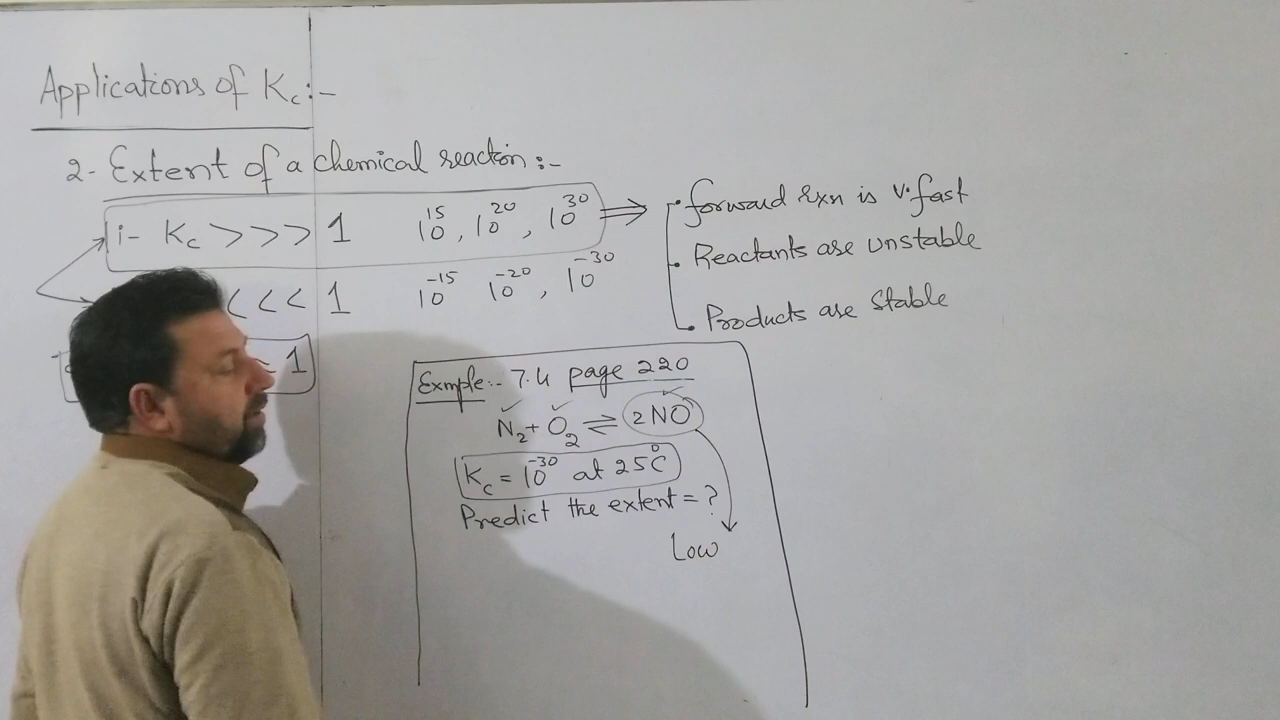 Applications of Kc:-
2- Extent of a chemical reaction :-
i- Kc >>> 1 10^15, 10^20, 10^30 ⇒
<<< 1 10^-15 10^-20, 10^-30
1
• forward rxn is v.fast
• Reactants are unstable
• Products are stable
Exmple:- 7.4 page 220
N2 + O2 ⇌ 2NO
Kc = 10^-30 at 25°C
Predict the extent = ?
Low